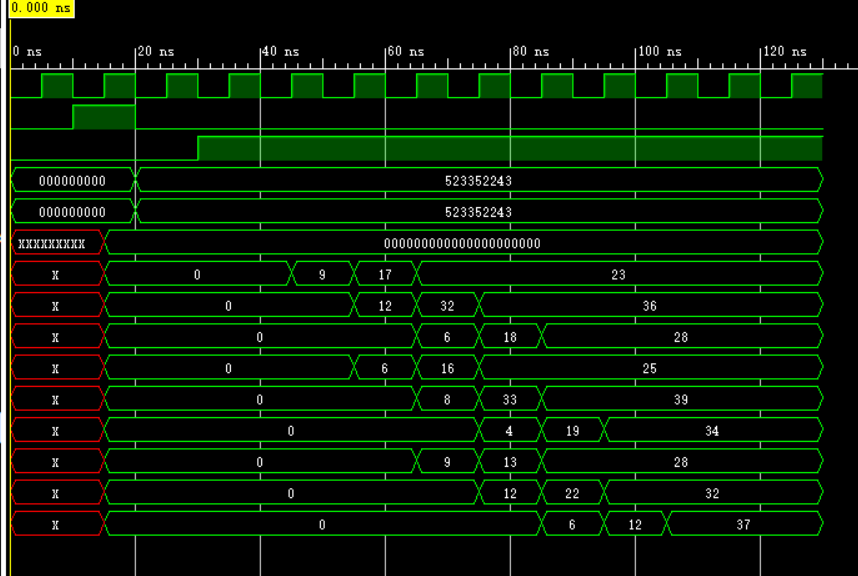 0.000 ns
0 ns 20 ns 40 ns 60 ns 80 ns 100 ns 120 ns
000000000 523352243
000000000 523352243
XXXXXXXXX 000000000000000000000
X 0 9 17 23
X 0 12 32 36
X 0 6 18 28
X 0 6 16 25
X 0 8 33 39
X 0 4 19 34
X 0 9 13 28
X 0 12 22 32
X 0 6 12 37